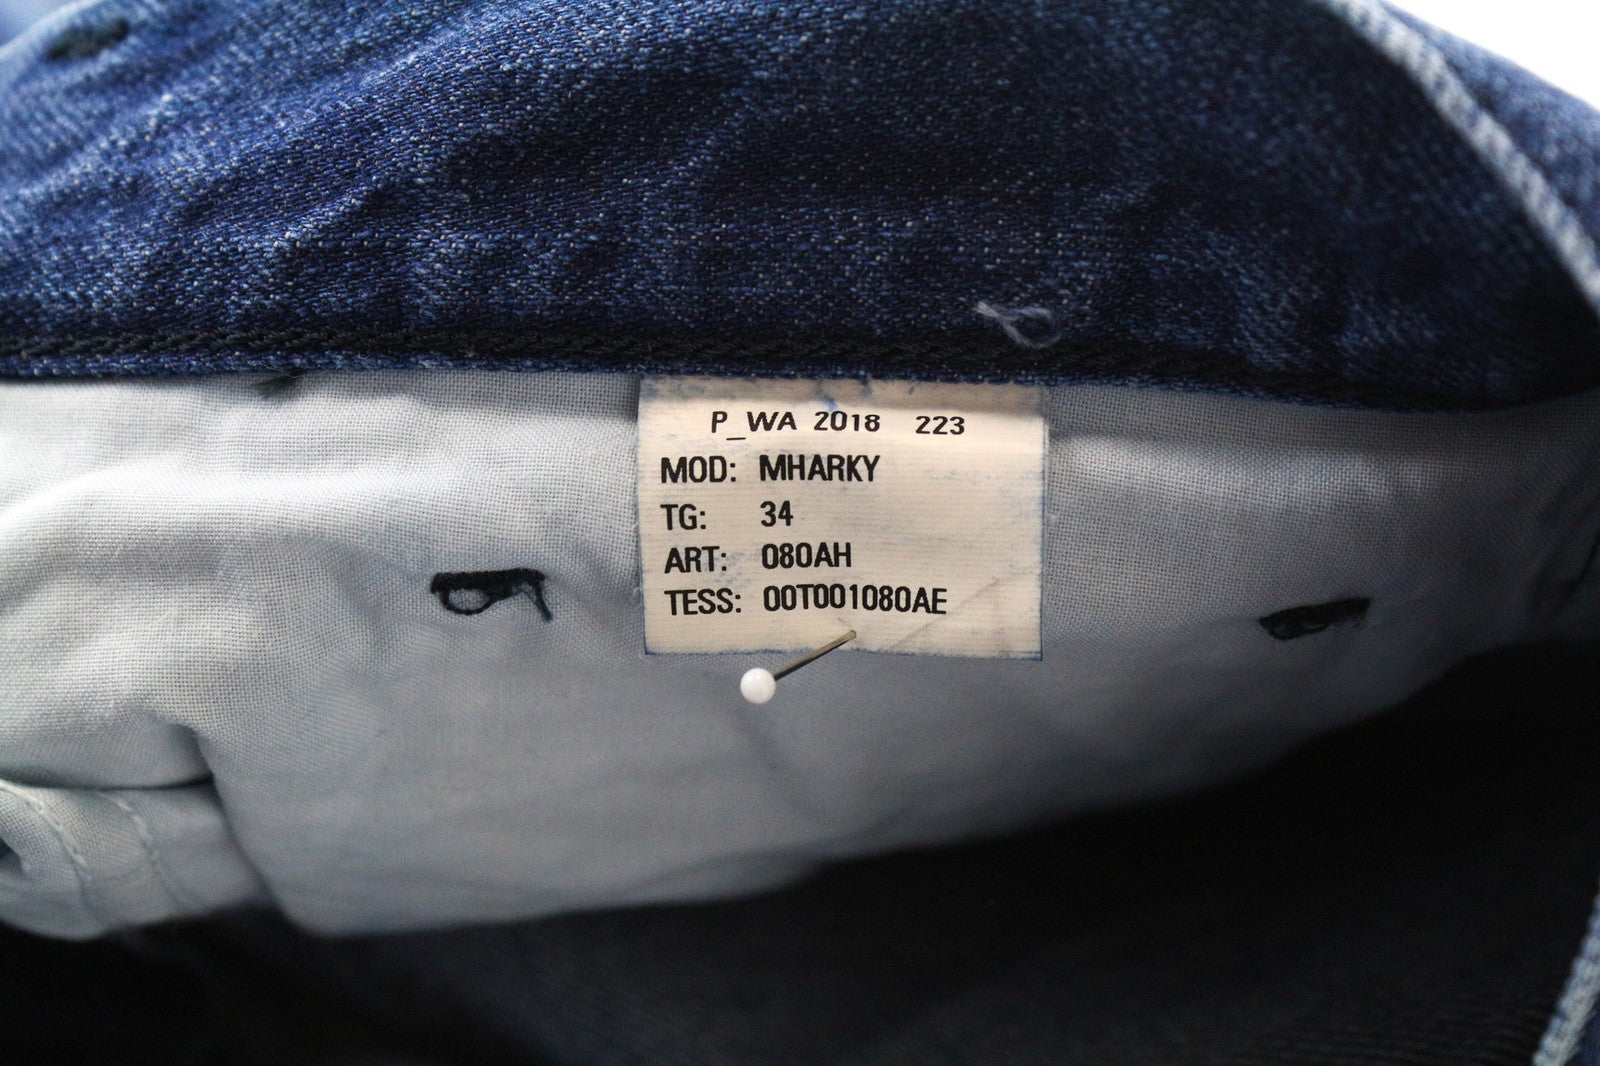 P_WA 2018 223
MOD: MHARKY
TG: 34
ART: 080AH
TESS: 00T001080AE